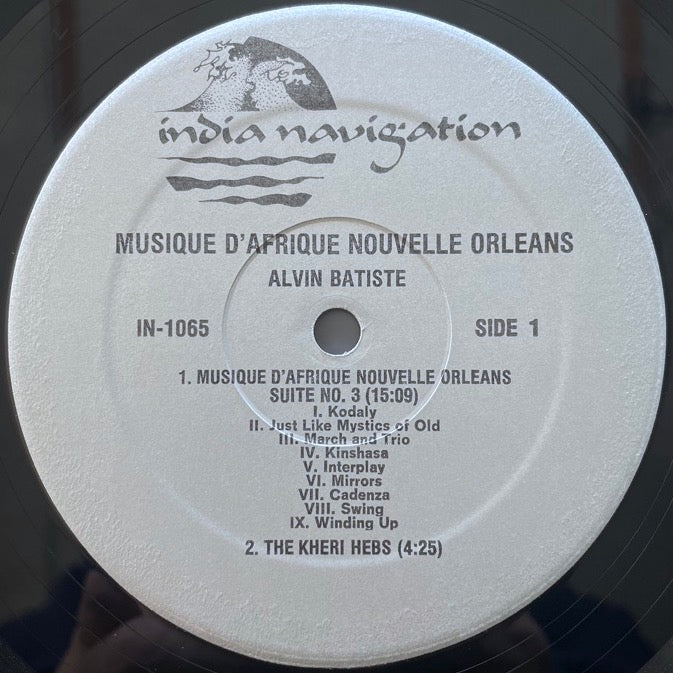 india navigation
MUSIQUE D'AFRIQUE NOUVELLE ORLEANS
ALVIN BATISTE
IN-1065 SIDE 1
1. MUSIQUE D'AFRIQUE NOUVELLE ORLEANS
SUITE NO. 3 (15:09)
I. Kodaly
II. Just Like Mystics of Old
III. March and Trio
IV. Kinshasa
V. Interplay
VI. Mirrors
VII. Cadenza
VIII. Swing
IX. Winding Up
2. THE KHERI HEBS (4:25)